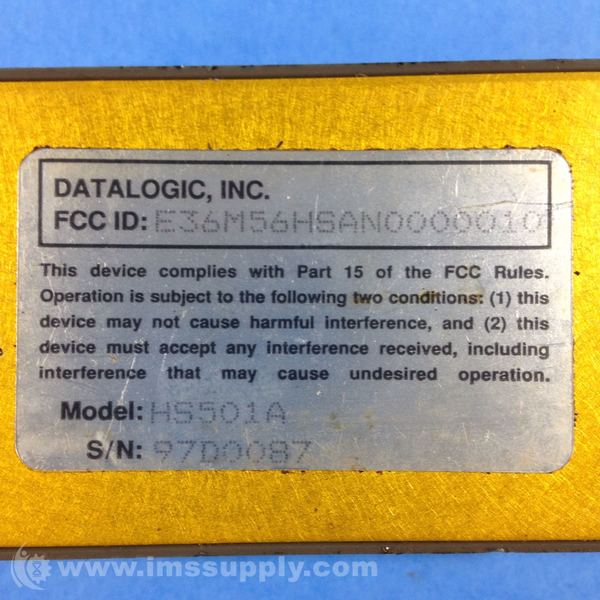 DATALOGIC, INC.
FCC ID: E36M56HSAN0000010
This device complies with Part 15 of the FCC Rules.
Operation is subject to the following two conditions: (1) this
device may not cause harmful interference, and (2) this
device must accept any interference received, including
interference that may cause undesired operation.
Model: HS501A
S/N: 97D0087
www.imssupply.com/